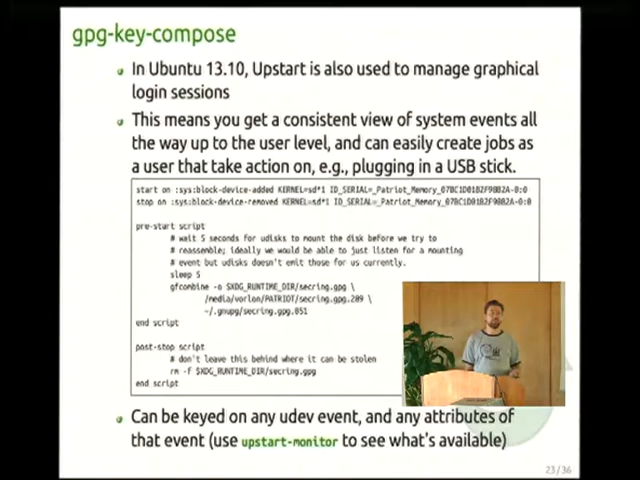 gpg-key-compose
In Ubuntu 13.10, Upstart is also used to manage graphical
login sessions
This means you get a consistent view of system events all
the way up to the user level, and can easily create jobs as
a user that take action on, e.g., plugging in a USB stick.
start on :sys:block-device-added KERNEL=sd*1 ID_SERIAL=_Patriot_Memory_07BC1D01B2F98B2A-0:0
stop on :sys:block-device-removed KERNEL=sd*1 ID_SERIAL=_Patriot_Memory_07BC1D01B2F98B2A-0:0
pre-start script
# wait 5 seconds for udisks to mount the disk before we try to
# reassemble; ideally we would be able to just listen for a mounting
# event but udisks doesn't emit those for us currently.
sleep 5
gfcombine -o $XDG_RUNTIME_DIR/secring.gpg \
/media/vorlon/PATRIOT/secring.gpg.209 \
~/.gnupg/secring.gpg.051
end script
post-stop script
# don't leave this behind where it can be stolen
rm -f $XDG_RUNTIME_DIR/secring.gpg
end script
Can be keyed on any udev event, and any attributes of
that event (use upstart-monitor to see what's available)
23/36